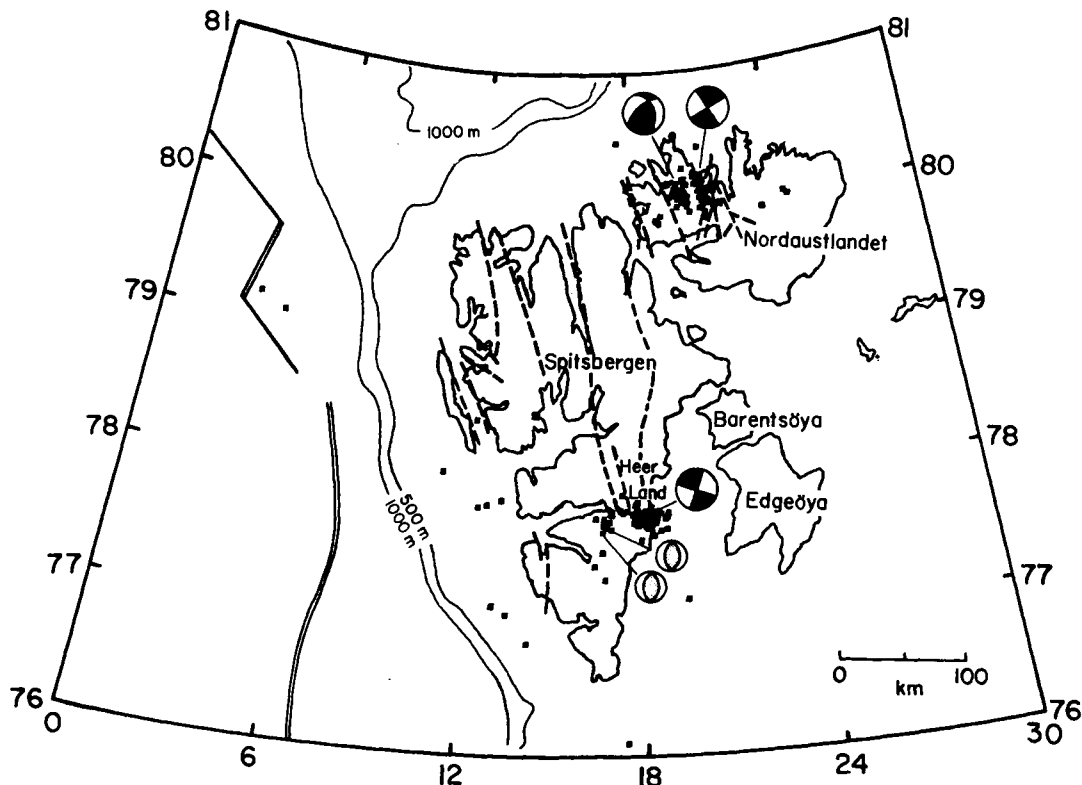 81
81
1000 m
80
80
Nordaustlandet
79
79
Spitsbergen
78
78
Barentsöya
Heer
Land
Edgeöya
500 m
1000 m
77
77
0 100
km
76
76
0
30
6
24
12
18